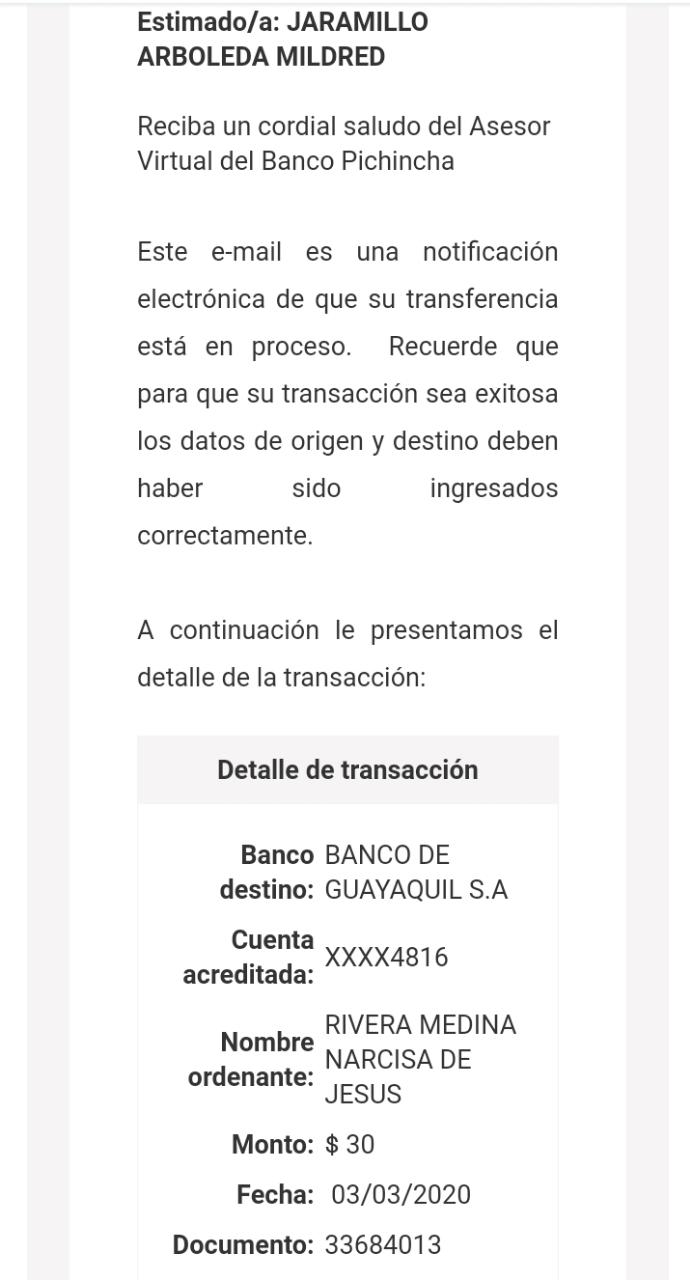 Estimado/a: JARAMILLO
ARBOLEDA MILDRED
Reciba un cordial saludo del Asesor
Virtual del Banco Pichincha
Este e-mail es una notificación
electrónica de que su transferencia
está en proceso. Recuerde que
para que su transacción sea exitosa
los datos de origen y destino deben
haber sido ingresados
correctamente.
A continuación le presentamos el
detalle de la transacción:
Detalle de transacción
Banco destino: BANCO DE GUAYAQUIL S.A
Cuenta acreditada: XXXX4816
Nombre ordenante: RIVERA MEDINA NARCISA DE JESUS
Monto: $ 30
Fecha: 03/03/2020
Documento: 33684013